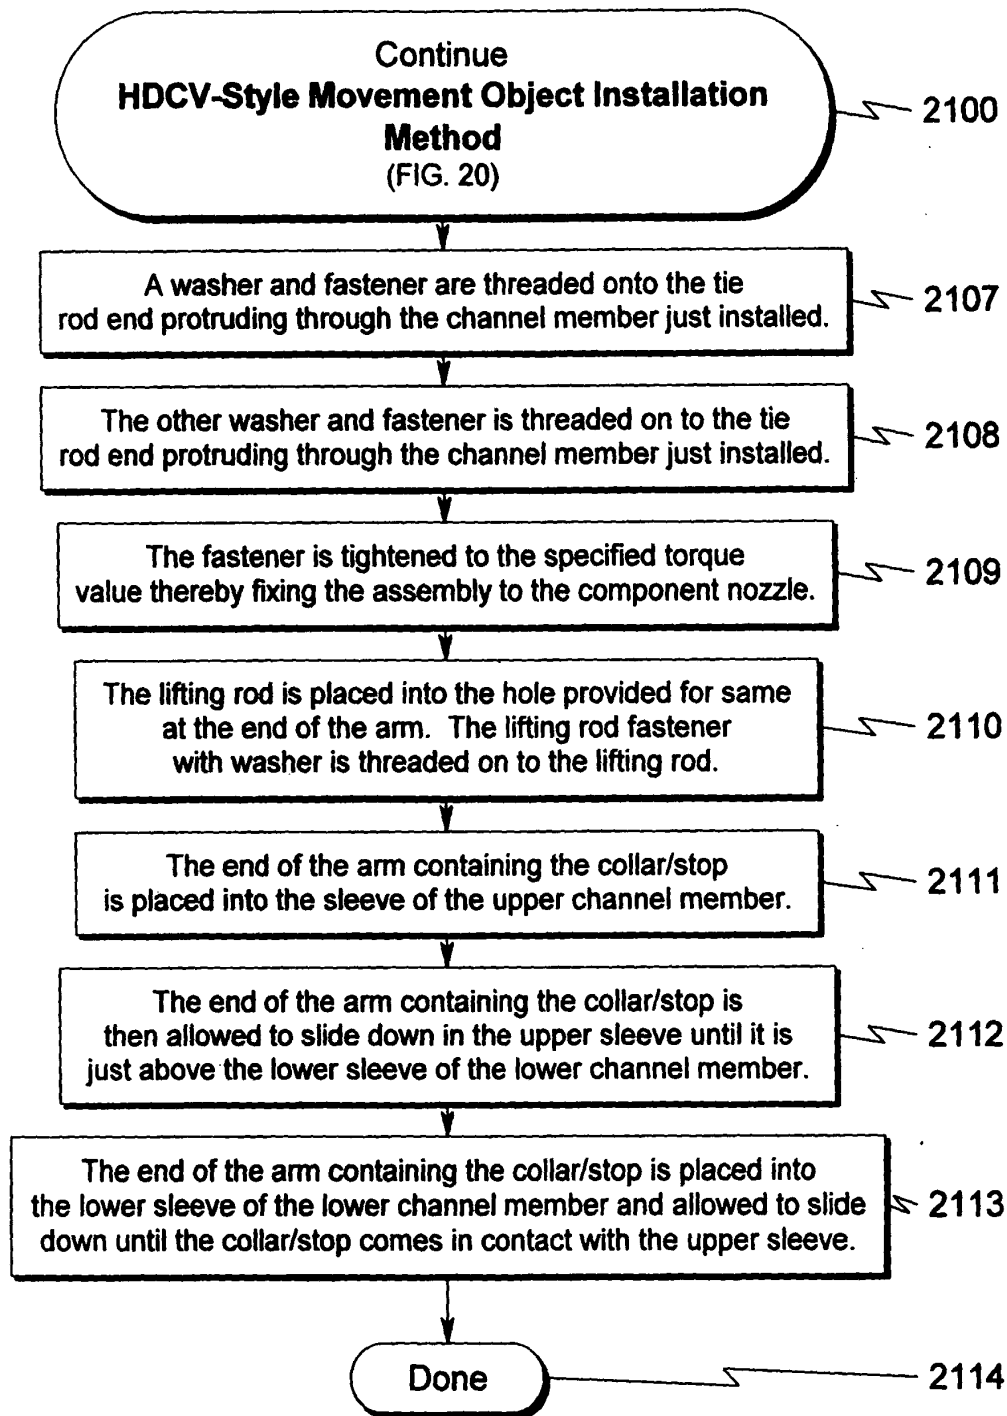 Continue
HDCV-Style Movement Object Installation
Method
(FIG. 20)
2100
A washer and fastener are threaded onto the tie
rod end protruding through the channel member just installed.
2107
The other washer and fastener is threaded on to the tie
rod end protruding through the channel member just installed.
2108
The fastener is tightened to the specified torque
value thereby fixing the assembly to the component nozzle.
2109
The lifting rod is placed into the hole provided for same
at the end of the arm. The lifting rod fastener
with washer is threaded on to the lifting rod.
2110
The end of the arm containing the collar/stop
is placed into the sleeve of the upper channel member.
2111
The end of the arm containing the collar/stop is
then allowed to slide down in the upper sleeve until it is
just above the lower sleeve of the lower channel member.
2112
The end of the arm containing the collar/stop is placed into
the lower sleeve of the lower channel member and allowed to slide
down until the collar/stop comes in contact with the upper sleeve.
2113
Done
2114